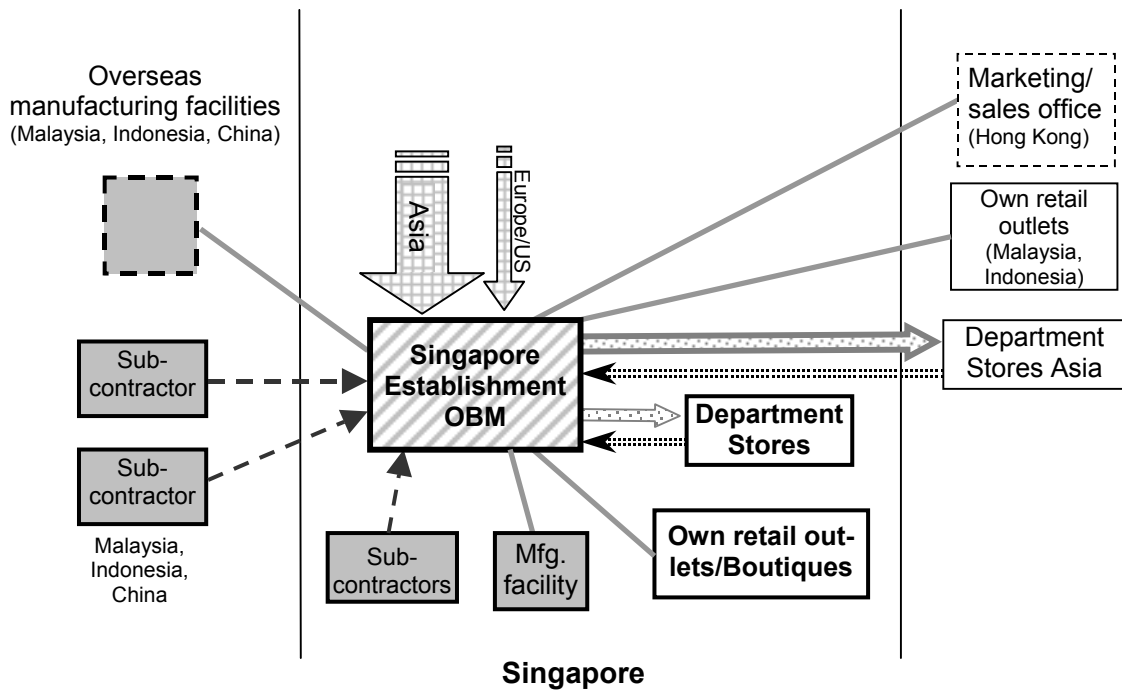 Overseas
manufacturing facilities
(Malaysia, Indonesia, China)
Sub-
contractor
Sub-
contractor
Malaysia,
Indonesia,
China
Asia
Europe/US
Singapore
Establishment
OBM
Department
Stores
Sub-
contractors
Mfg.
facility
Own retail out-
lets/Boutiques
Singapore
Marketing/
sales office
(Hong Kong)
Own retail
outlets
(Malaysia,
Indonesia)
Department
Stores Asia